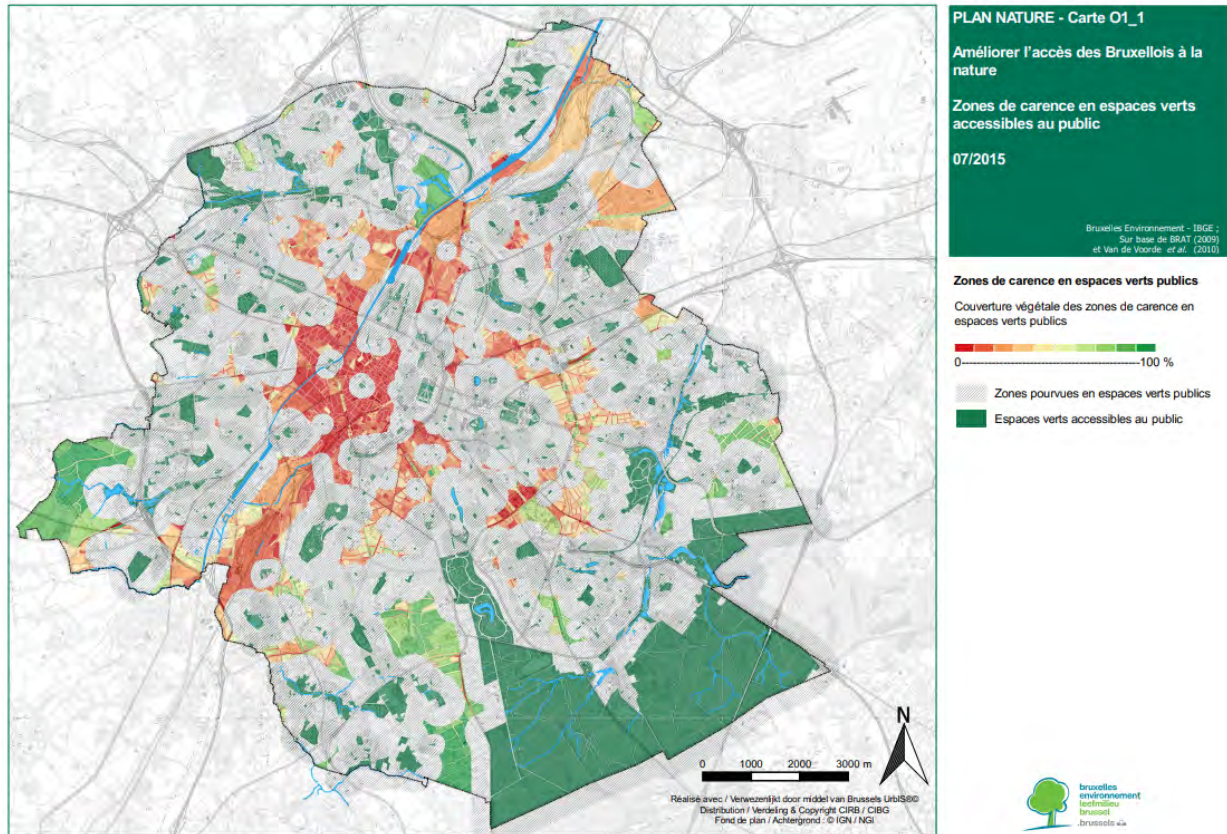 PLAN NATURE - Carte O1_1
Améliorer l'accès des Bruxellois à la
nature
Zones de carence en espaces verts
accessibles au public
07/2015
Bruxelles Environnement - IBGE ;
Sur base de BRAT (2009)
et Van de Voorde et al. (2010)
Zones de carence en espaces verts publics
Couverture végétale des zones de carence en
espaces verts publics
0------------------------------------------100 %
Zones pourvues en espaces verts publics
Espaces verts accessibles au public
N
0 1000 2000 3000 m
Réalisé avec / Verwezenlijkt door middel van Brussels UrbIS®©
Distribution / Verdeling & Copyright CIRB / CIBG
Fond de plan / Achtergrond : © IGN / NGI
bruxelles
environnement
leefmilieu
brussel
.brussels